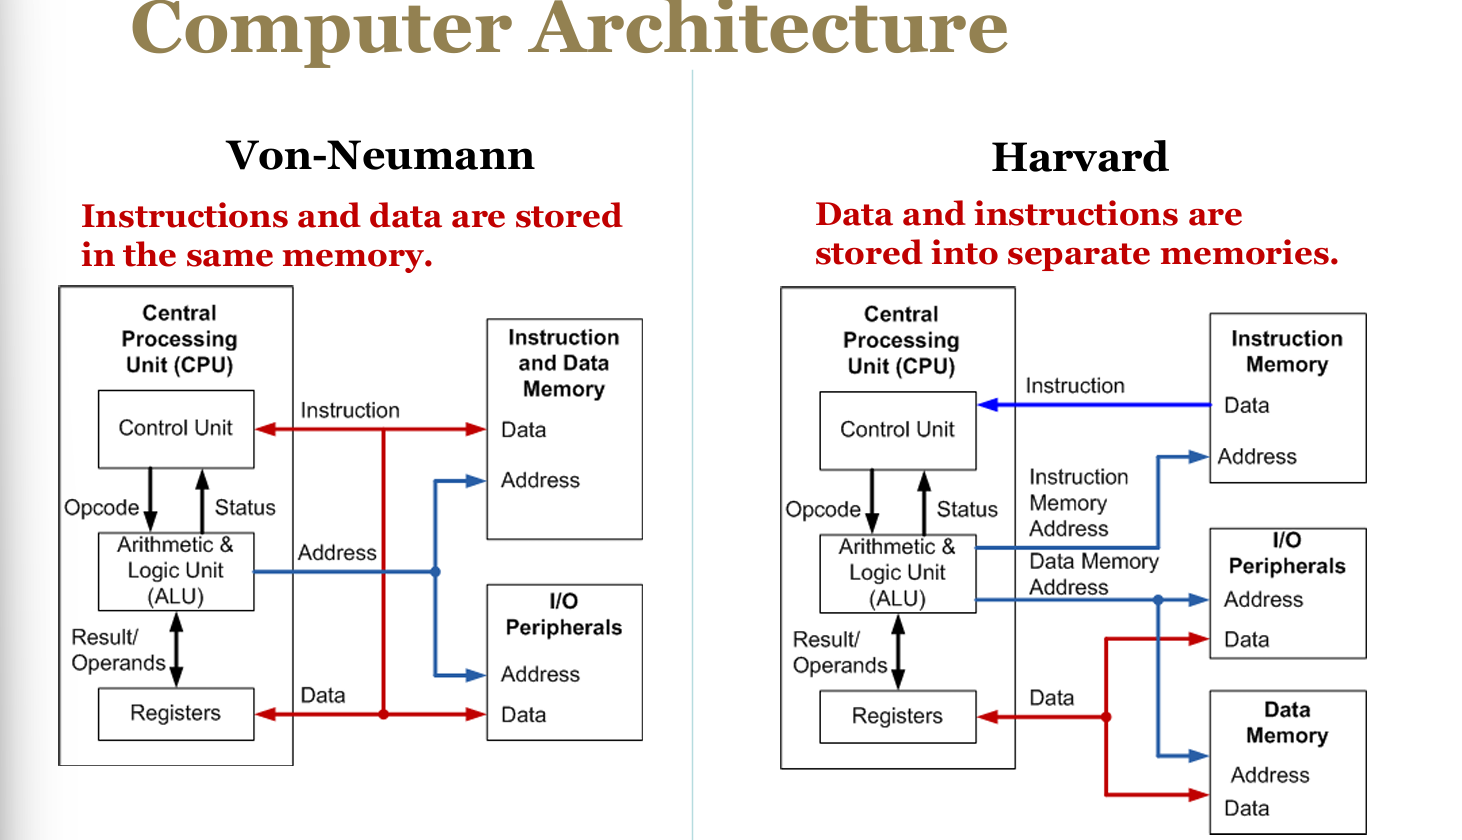 Computer Architecture
Von-Neumann
Instructions and data are stored
in the same memory.
Central
Processing
Unit (CPU)
Control Unit
Opcode
Status
Arithmetic &
Logic Unit
(ALU)
Result/
Operands
Registers
Instruction
Address
Data
Instruction
and Data
Memory
Data
Address
I/O
Peripherals
Address
Data
Harvard
Data and instructions are
stored into separate memories.
Central
Processing
Unit (CPU)
Control Unit
Opcode
Status
Arithmetic &
Logic Unit
(ALU)
Result/
Operands
Registers
Instruction
Instruction
Memory
Address
Data Memory
Address
Data
Instruction
Memory
Data
Address
I/O
Peripherals
Address
Data
Data
Memory
Address
Data